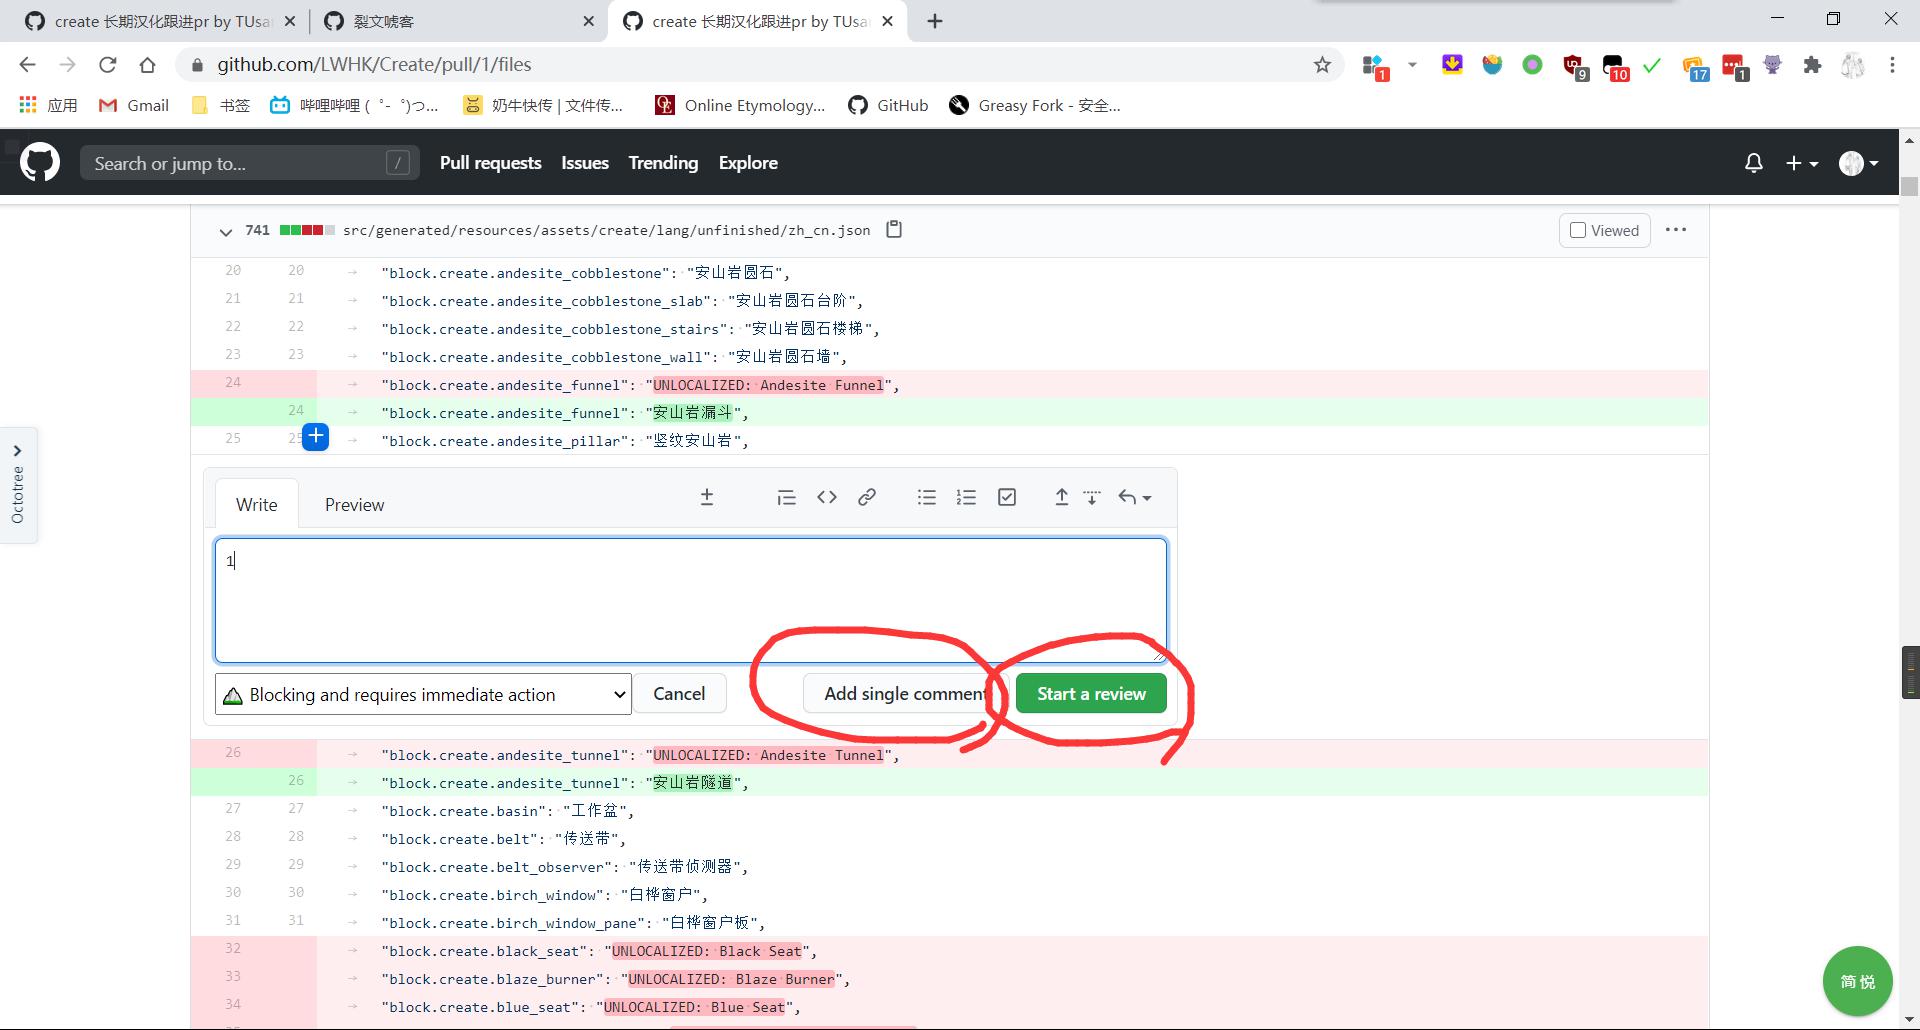 create 长期汉化跟进pr by TUsa
裂文唬客
create 长期汉化跟进pr by TUsa
github.com/LWHK/Create/pull/1/files
1
9
10
17
1
应用
Gmail
书签
哔哩哔哩 ( ゜- ゜)つ...
奶牛快传 | 文件传...
Online Etymology...
GitHub
Greasy Fork - 安全...
Search or jump to...
/
Pull requests
Issues
Trending
Explore
741 src/generated/resources/assets/create/lang/unfinished/zh_cn.json
Viewed
20 20 "block.create.andesite_cobblestone": "安山岩圆石",
21 21 "block.create.andesite_cobblestone_slab": "安山岩圆石台阶",
22 22 "block.create.andesite_cobblestone_stairs": "安山岩圆石楼梯",
23 23 "block.create.andesite_cobblestone_wall": "安山岩圆石墙",
24 "block.create.andesite_funnel": "UNLOCALIZED: Andesite Funnel",
24 "block.create.andesite_funnel": "安山岩漏斗",
25 25 "block.create.andesite_pillar": "竖纹安山岩",
Octotree
Write
Preview
1
Blocking and requires immediate action
Cancel
Add single comment
Start a review
26 "block.create.andesite_tunnel": "UNLOCALIZED: Andesite Tunnel",
26 "block.create.andesite_tunnel": "安山岩隧道",
27 27 "block.create.basin": "工作盆",
28 28 "block.create.belt": "传送带",
29 29 "block.create.belt_observer": "传送带侦测器",
30 30 "block.create.birch_window": "白桦窗户",
31 31 "block.create.birch_window_pane": "白桦窗户板",
32 "block.create.black_seat": "UNLOCALIZED: Black Seat",
33 "block.create.blaze_burner": "UNLOCALIZED: Blaze Burner",
34 "block.create.blue_seat": "UNLOCALIZED: Blue Seat",
简悦